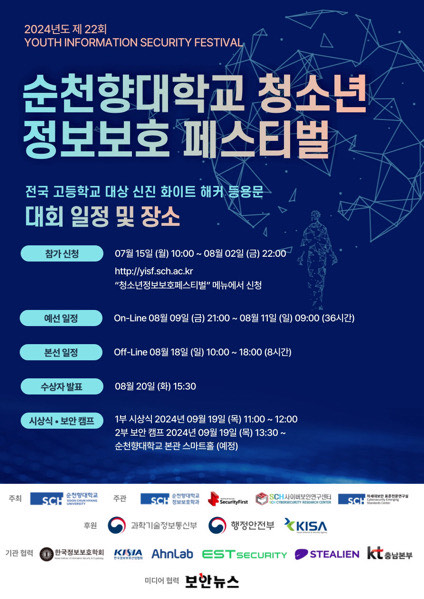 2024년도 제 22회
YOUTH INFORMATION SECURITY FESTIVAL
순천향대학교 청소년
정보보호 페스티벌
전국 고등학교 대상 신진 화이트 해커 등용문
대회 일정 및 장소
참가 신청 07월 15일 (월) 10:00 ~ 08월 02일 (금) 22:00
http://yisf.sch.ac.kr
“청소년정보보호페스티벌” 메뉴에서 신청
예선 일정 On-Line 08월 09일 (금) 21:00 ~ 08월 11일 (일) 09:00 (36시간)
본선 일정 Off-Line 08월 18일 (일) 10:00 ~ 18:00 (8시간)
수상자 발표 08월 20일 (화) 15:30
시상식 • 보안 캠프 1부 시상식 2024년 09월 19일 (목) 11:00 ~ 12:00
2부 보안 캠프 2024년 09월 19일 (목) 13:30 ~
순천향대학교 본관 스마트홀 (예정)
주최 SCH 순천향대학교 주관 SCH 순천향대학교 정보보호학과 SecurityFirst SCH사이버보안연구센터 SCH CYBERSECURITY RESEARCH CENTER SCH
후원 과학기술정보통신부 행정안전부 KISA
기관 협력 한국정보보호학회 KISIA AhnLab ESTSECURITY STEALIEN kt충남본부
미디어 협력 보안뉴스